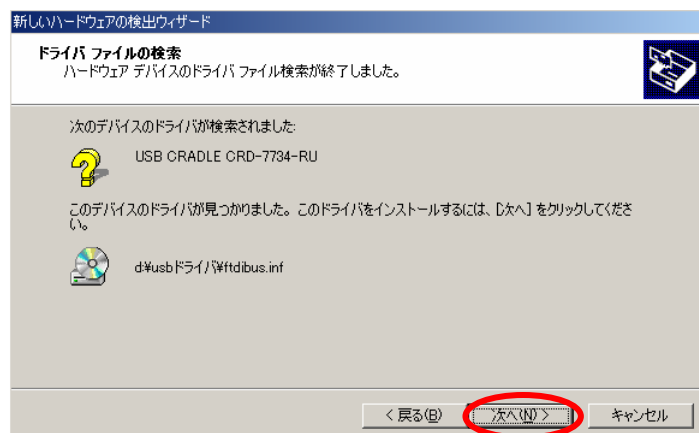 新しいハードウェアの検出ウィザード
ドライバ ファイルの検索
ハードウェア デバイスのドライバ ファイル検索が終了しました。
次のデバイスのドライバが検索されました:
USB CRADLE CRD-7734-RU
このデバイスのドライバが見つかりました。このドライバをインストールするには、[次へ] をクリックしてくださ
い。
d¥usbドライバ¥ftdibus.inf
< 戻る(B)
次へ(N) >
キャンセル